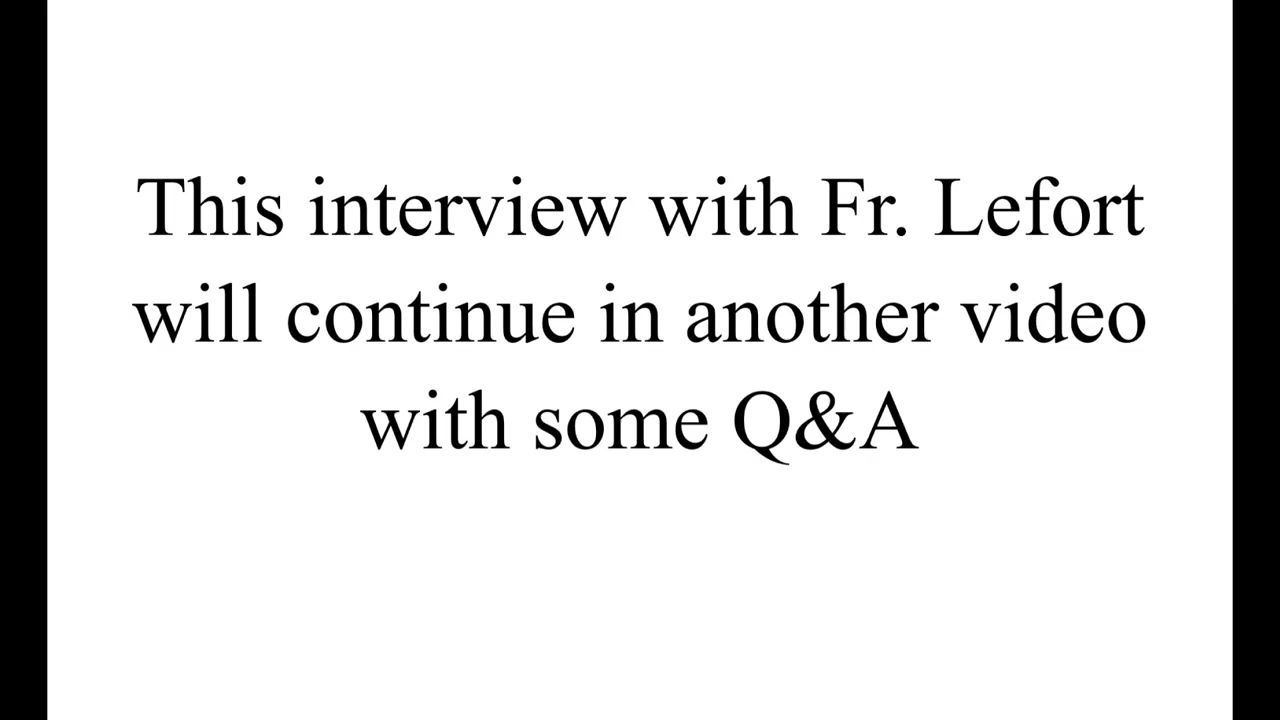 This interview with Fr. Lefort
will continue in another video
with some Q&A